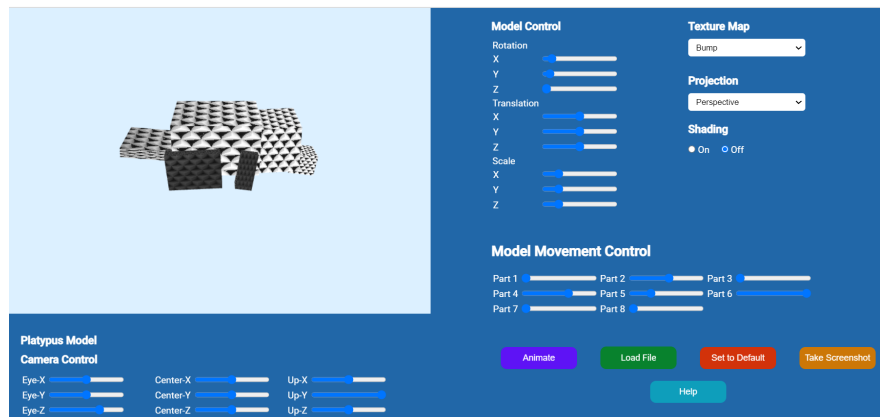 Model Control
Rotation
X
Y
Z
Translation
X
Y
Z
Scale
X
Y
Z
Texture Map
Bump
Projection
Perspective
Shading
On Off
Model Movement Control
Part 1 Part 2 Part 3
Part 4 Part 5 Part 6
Part 7 Part 8
Animate Load File Set to Default Take Screenshot
Help
Platypus Model
Camera Control
Eye-X Center-X Up-X
Eye-Y Center-Y Up-Y
Eye-Z Center-Z Up-Z